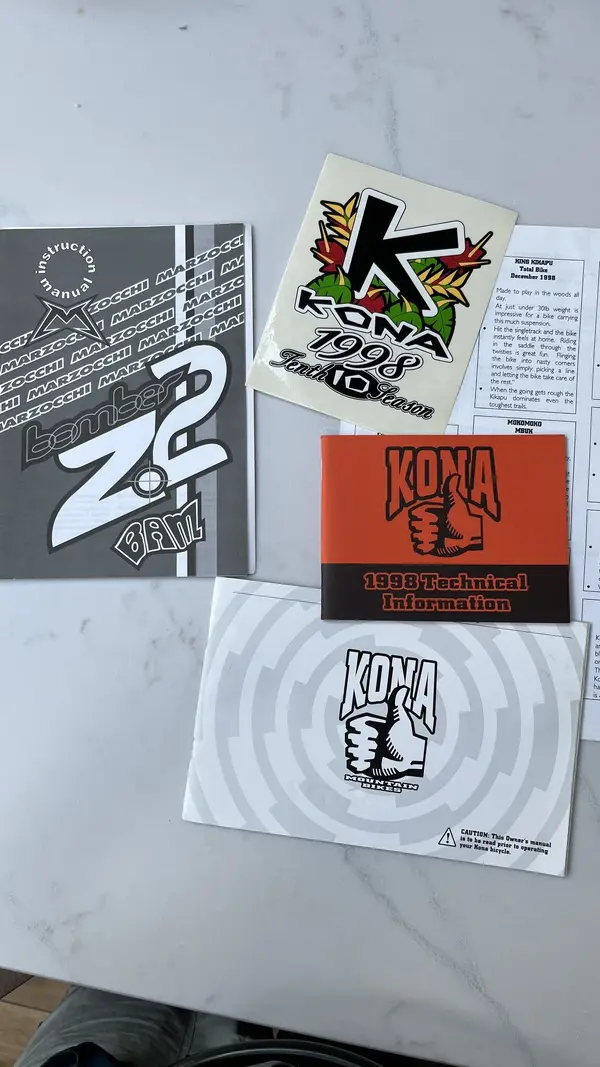 instruction
manual
MARZOCCHI MARZOCCHI MARZOCCHI
bomber
Z.2
BAM
K
KONA
1998
Tenth 10 Season
KING KIKAPU
Total Bike
December 1998
Made to play in the woods all
day.
At just under 30lb weight is
impressive for a bike carrying
this much suspension.
Hit the singletrack and the bike
instantly feels at home. Riding
in the saddle through the
twisties is great fun. Flinging
the bike into nasty corners
involves simply picking a line
and letting the bike take care of
the rest."
When the going gets rough the
Kikapu dominates even the
toughest trails.
MOKOMOKO
MBUK
KONA
1998 Technical
Information
KONA
MOUNTAIN
BIKES
CAUTION: This Owner's manual
is to be read prior to operating
your Kona bicycle.